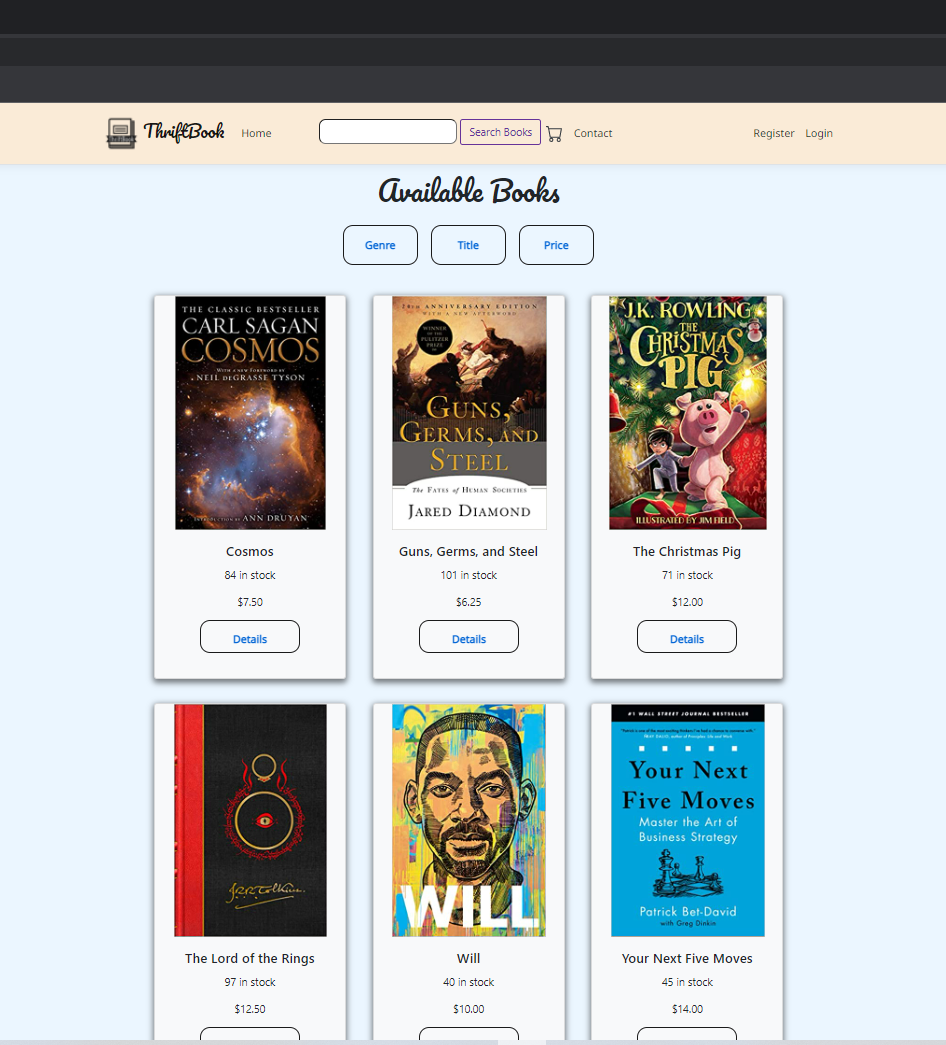 ThriftBook
Home
Search Books
Contact
Register
Login
Available Books
Genre
Title
Price
THE CLASSIC BESTSELLER
CARL SAGAN
COSMOS
WITH A NEW FOREWORD BY
NEIL DEGRASSE TYSON
INTRODUCTION BY ANN DRUYAN
Cosmos
84 in stock
$7.50
Details
20TH ANNIVERSARY EDITION
WITH A NEW AFTERWORD
WINNER
OF THE
PULITZER
PRIZE
GUNS,
GERMS, AND
STEEL
The FATES of HUMAN SOCIETIES
JARED DIAMOND
Guns, Germs, and Steel
101 in stock
$6.25
Details
J.K. ROWLING
THE
CHRISTMAS
PIG
ILLUSTRATED BY JIM FIELD
The Christmas Pig
71 in stock
$12.00
Details
The Lord of the Rings
97 in stock
$12.50
WILL
Will
40 in stock
$10.00
#1 WALL STREET JOURNAL BESTSELLER
Your Next
Five Moves
Master the Art of
Business Strategy
Patrick Bet-David
with Greg Dinkin
Your Next Five Moves
45 in stock
$14.00